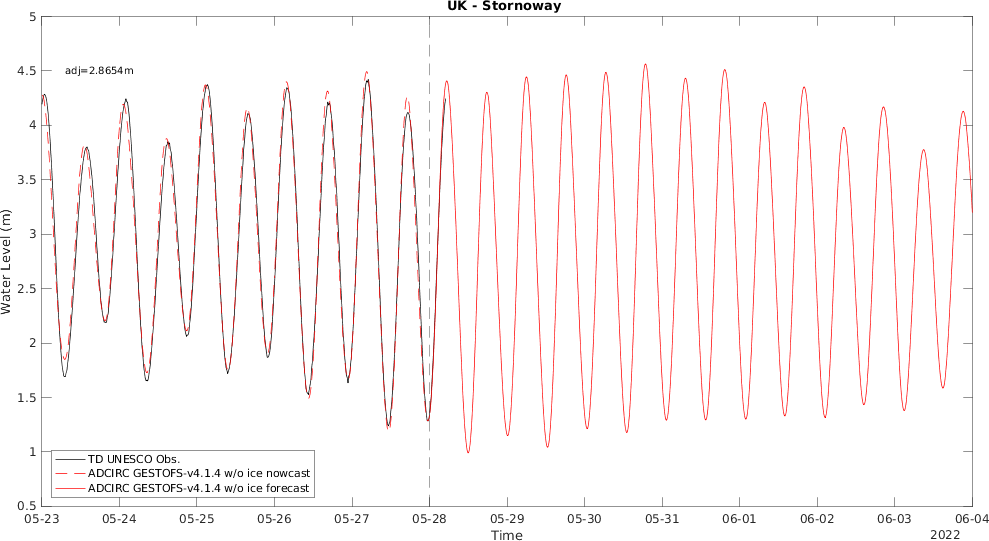 UK - Stornoway
5
4.5
4
3.5
3
2.5
2
1.5
1
0.5
Water Level (m)
adj=2.8654m
TD UNESCO Obs.
ADCIRC GESTOFS-v4.1.4 w/o ice nowcast
ADCIRC GESTOFS-v4.1.4 w/o ice forecast
05-23 05-24 05-25 05-26 05-27 05-28 05-29 05-30 05-31 06-01 06-02 06-03 06-04
Time
2022